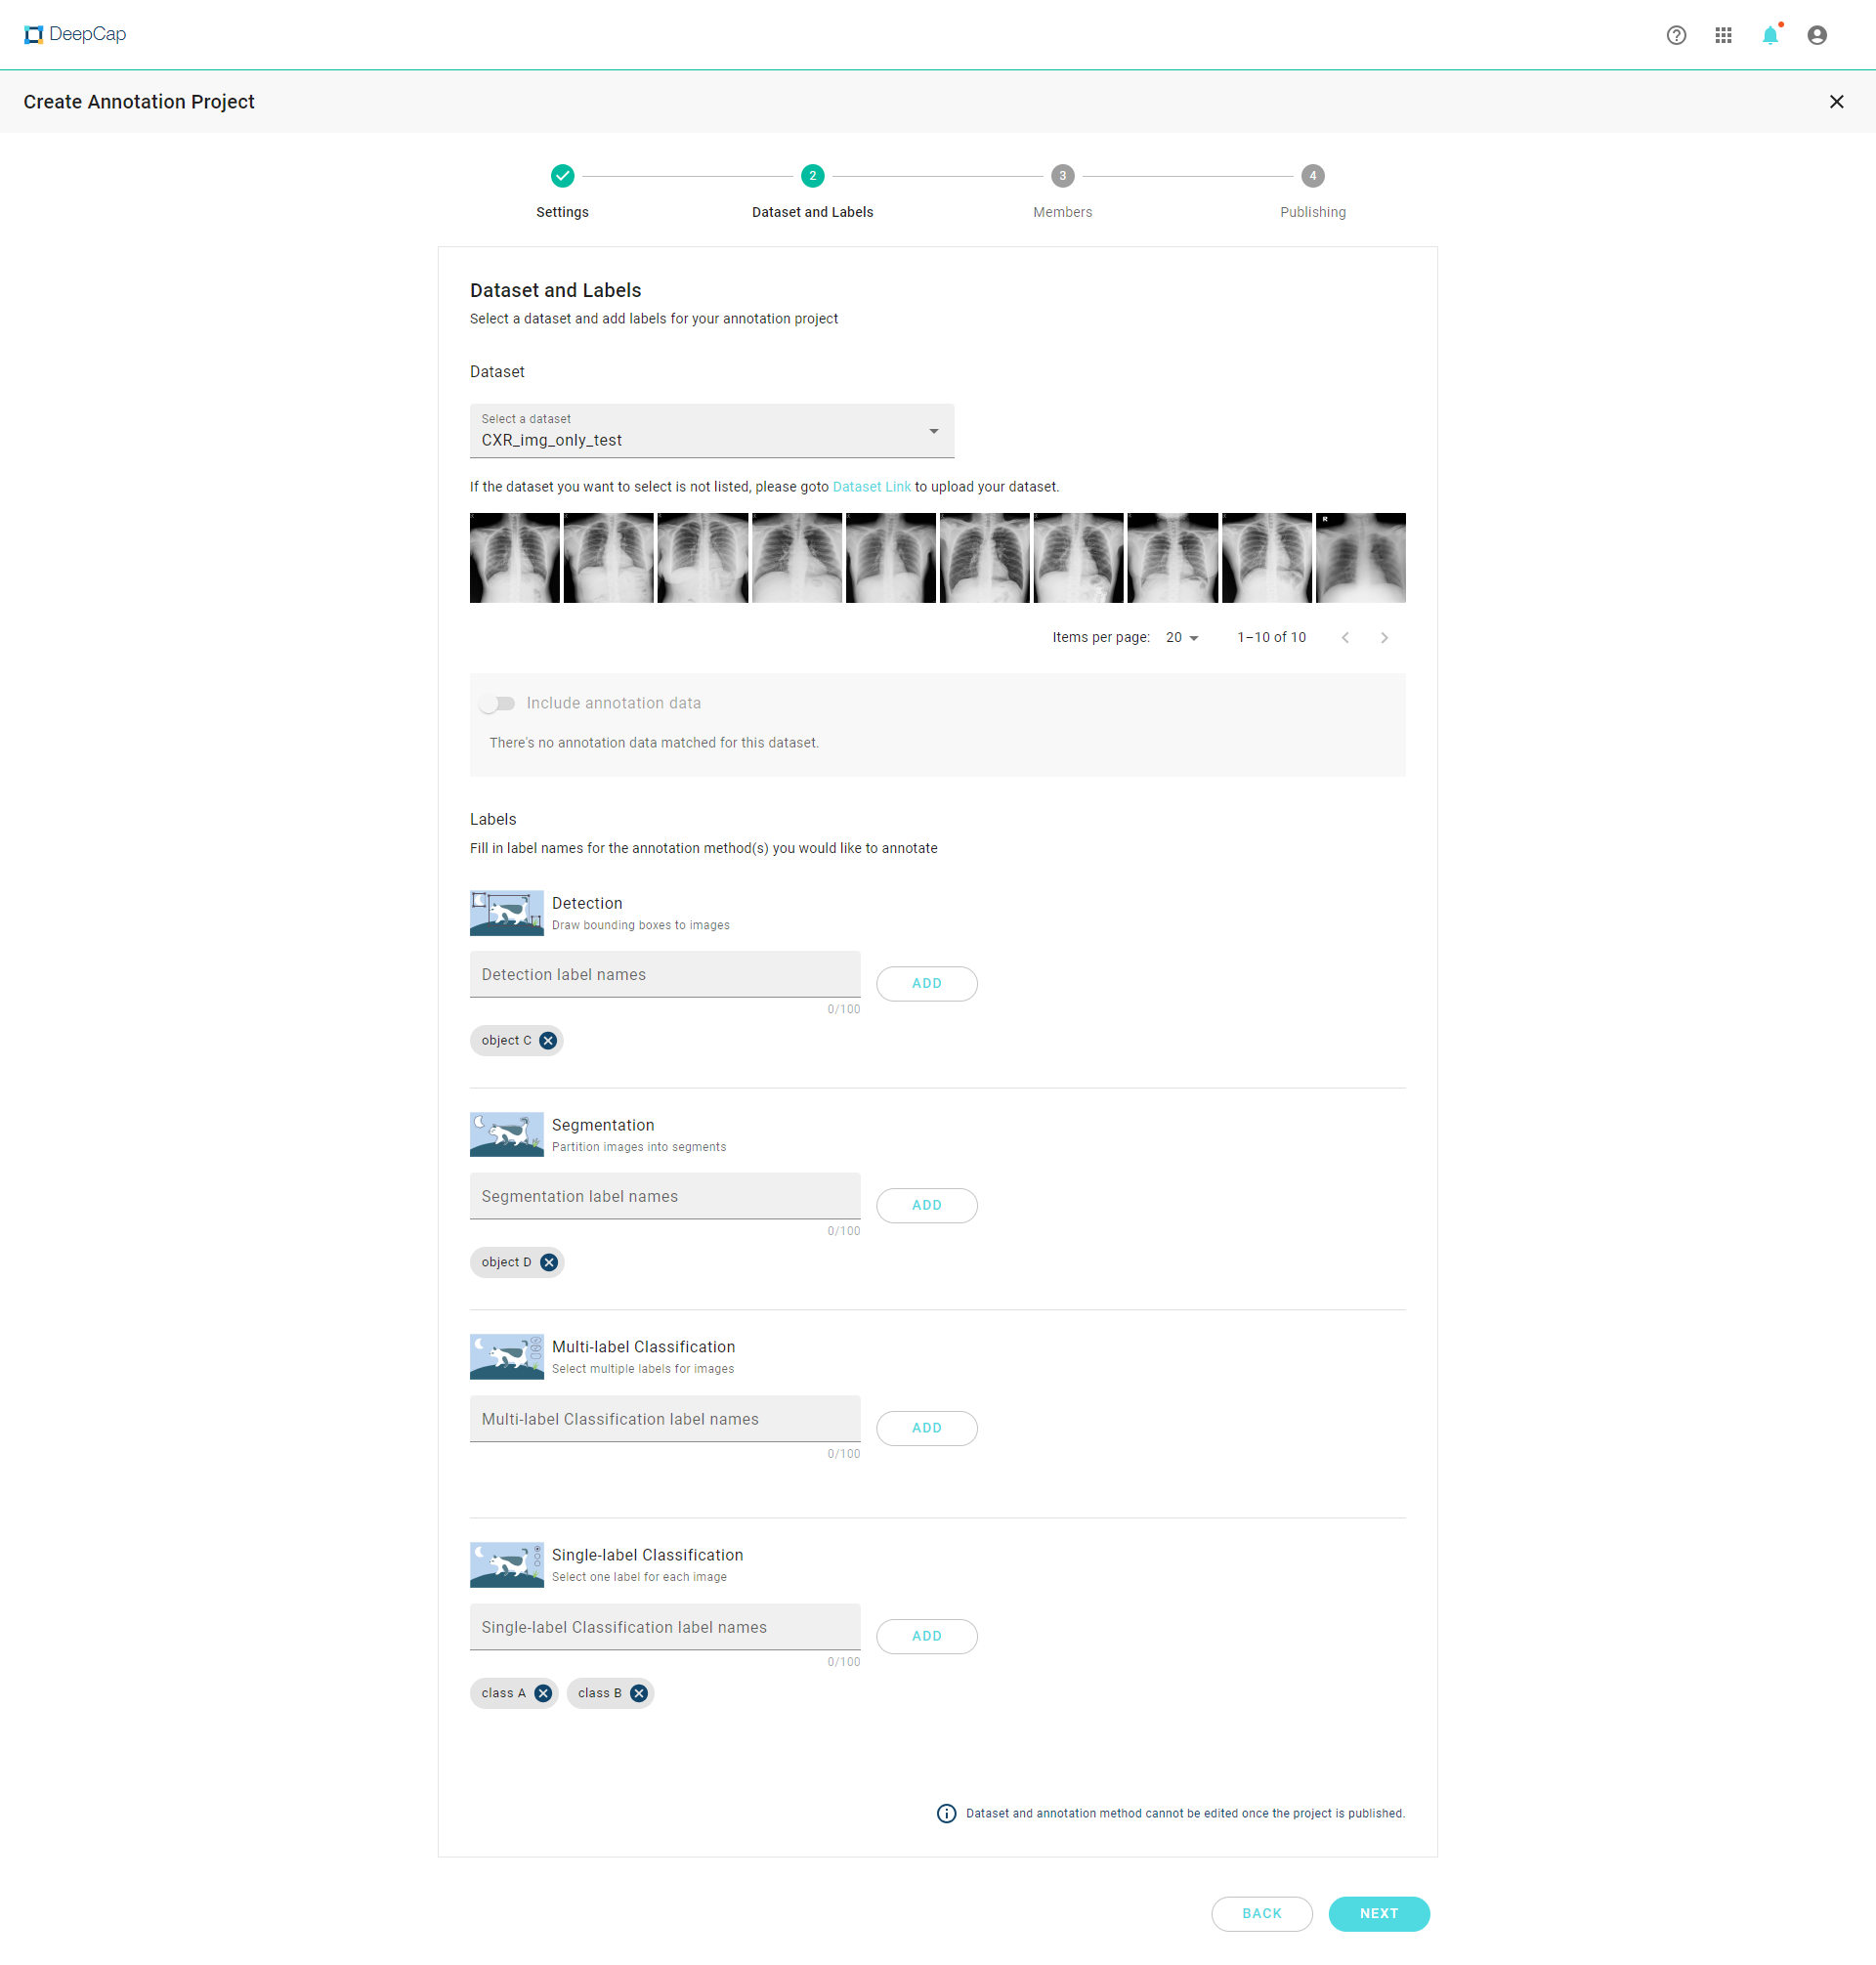 DeepCap
Create Annotation Project
2
3
4
Settings
Dataset and Labels
Members
Publishing
Dataset and Labels
Select a dataset and add labels for your annotation project
Dataset
Select a dataset
CXR_img_only_test
If the dataset you want to select is not listed, please goto Dataset Link to upload your dataset.
R
Items per page: 20 1–10 of 10
Include annotation data
There's no annotation data matched for this dataset.
Labels
Fill in label names for the annotation method(s) you would like to annotate
Detection
Draw bounding boxes to images
Detection label names
ADD
0/100
object C
Segmentation
Partition images into segments
Segmentation label names
ADD
0/100
object D
Multi-label Classification
Select multiple labels for images
Multi-label Classification label names
ADD
0/100
Single-label Classification
Select one label for each image
Single-label Classification label names
ADD
0/100
class A class B
Dataset and annotation method cannot be edited once the project is published.
BACK NEXT